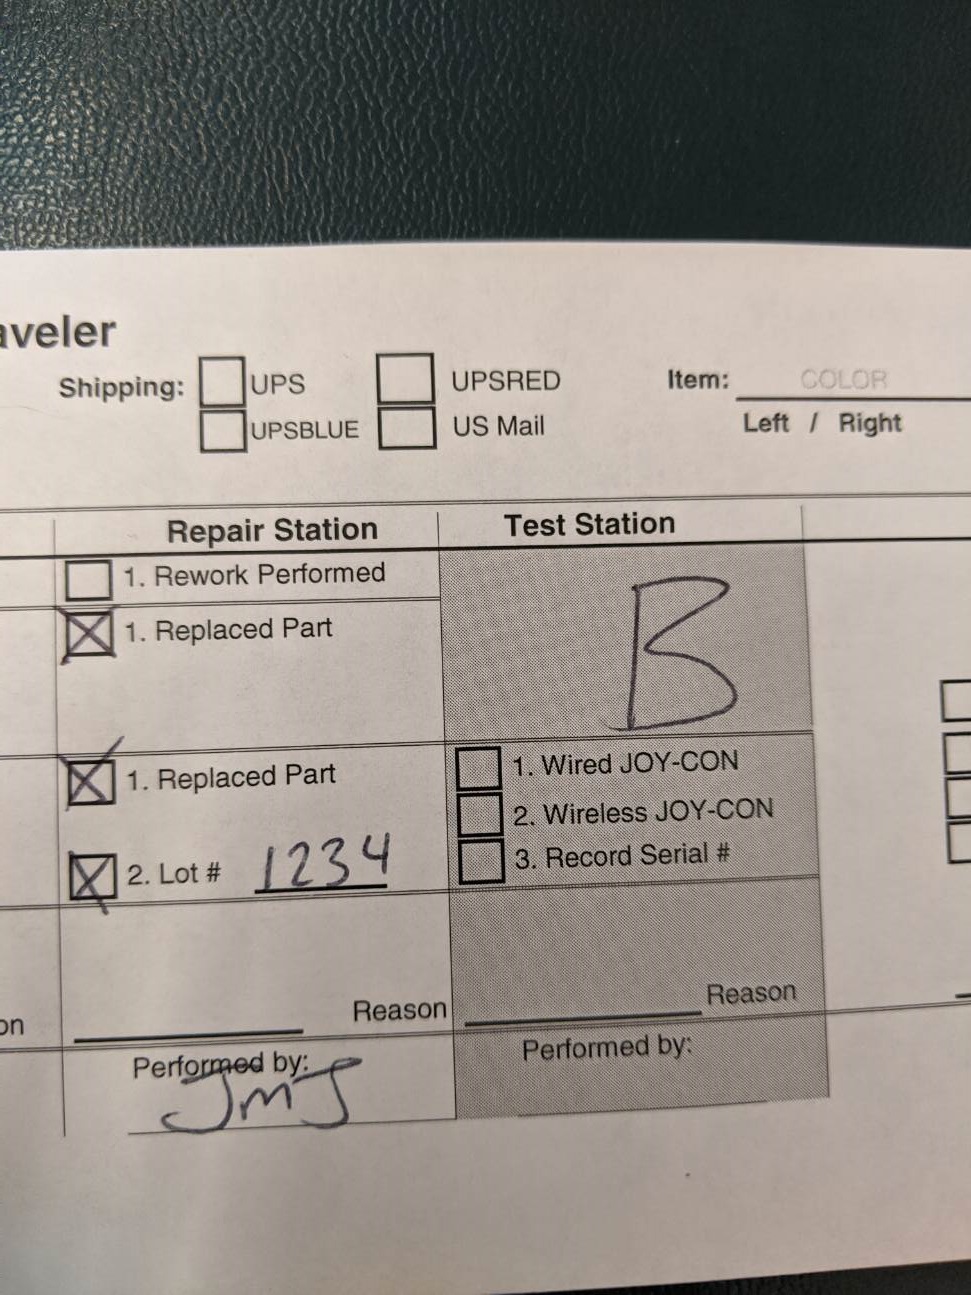 aveler
Shipping: UPS UPSRED Item: COLOR
UPSBLUE US Mail Left / Right
Repair Station Test Station
1. Rework Performed
B
1. Replaced Part
1. Replaced Part 1. Wired JOY-CON
2. Wireless JOY-CON
2. Lot # 1234 3. Record Serial #
on Reason Reason
Performed by: Performed by:
JMJ